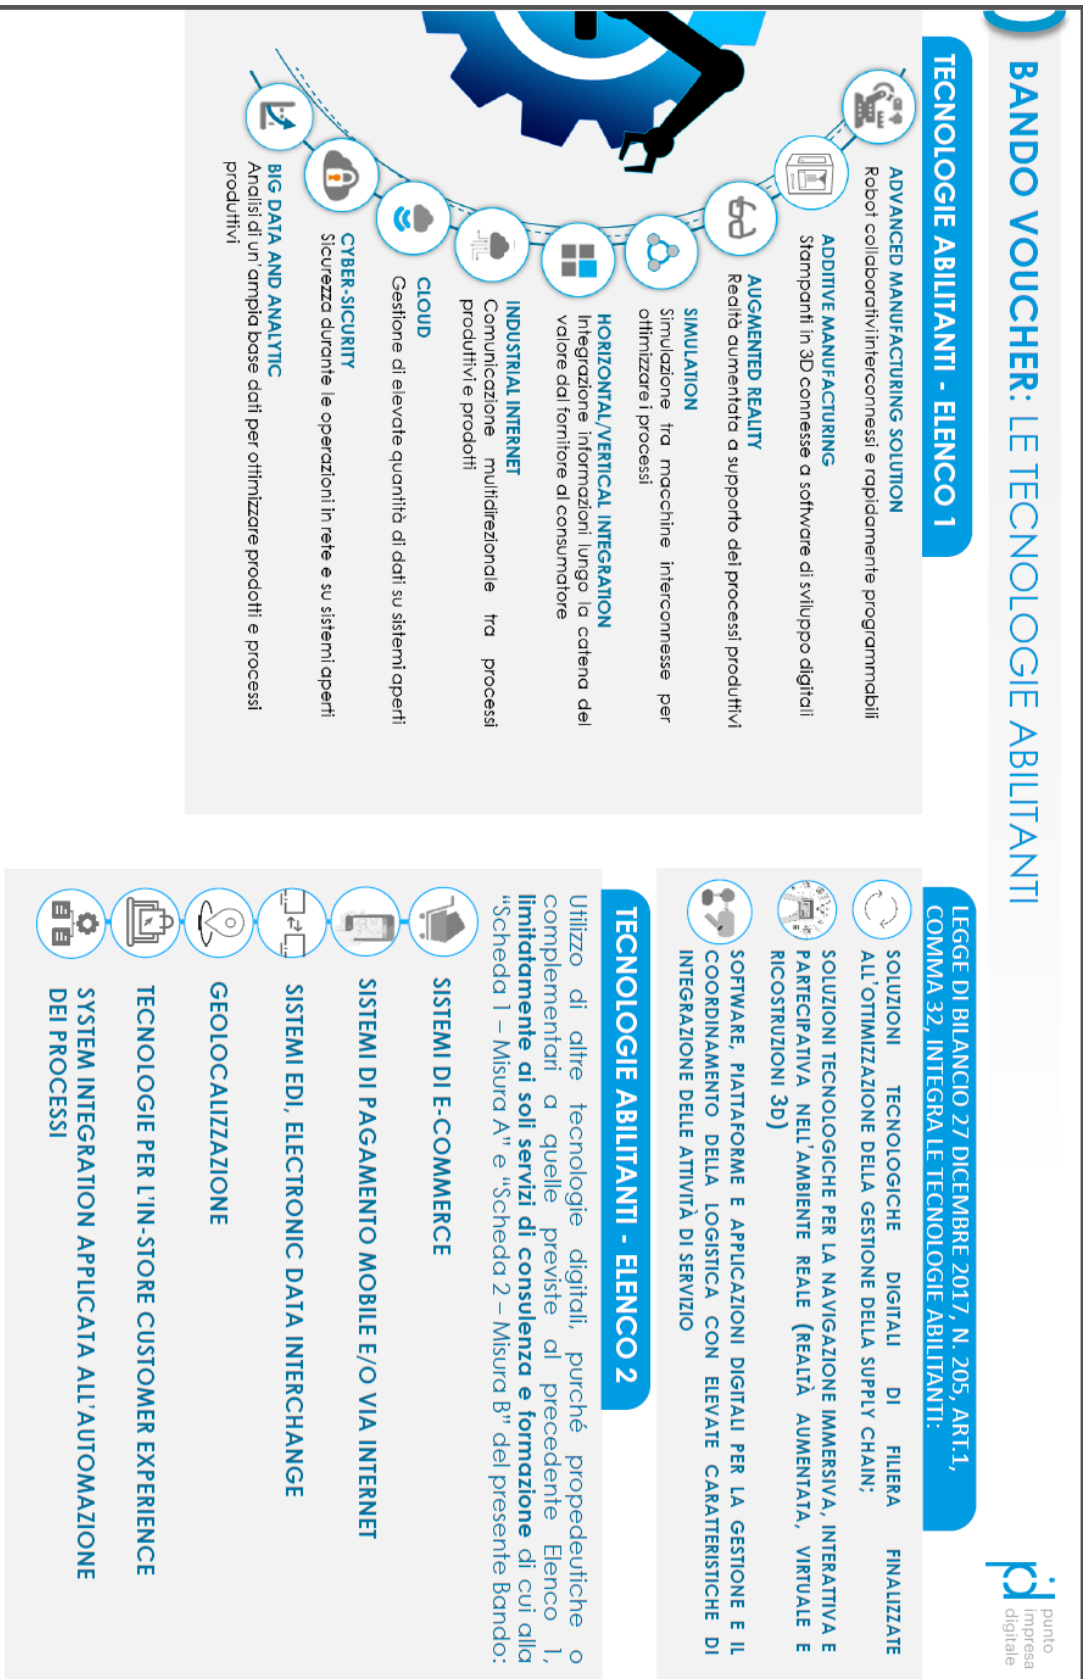 BANDO VOUCHER: LE TECNOLOGIE ABILITANTI
punto
impresa
digitale
TECNOLOGIE ABILITANTI - ELENCO 1
ADVANCED MANUFACTURING SOLUTION
Robot collaborativi interconnessi e rapidamente programmabili
ADDITIVE MANUFACTURING
Stampanti in 3D connesse a software di sviluppo digitali
AUGMENTED REALITY
Realtà aumentata a supporto dei processi produttivi
SIMULATION
Simulazione tra macchine interconnesse per
ottimizzare i processi
HORIZONTAL/VERTICAL INTEGRATION
Integrazione informazioni lungo la catena del
valore dal fornitore al consumatore
INDUSTRIAL INTERNET
Comunicazione multidirezionale tra processi
produttivi e prodotti
CLOUD
Gestione di elevate quantità di dati su sistemi aperti
CYBER-SICURITY
Sicurezza durante le operazioni in rete e su sistemi aperti
BIG DATA AND ANALYTIC
Analisi di un'ampia base dati per ottimizzare prodotti e processi
produttivi
LEGGE DI BILANCIO 27 DICEMBRE 2017, N. 205, ART.1,
COMMA 32, INTEGRA LE TECNOLOGIE ABILITANTI:
SOLUZIONI TECNOLOGICHE DIGITALI DI FILIERA FINALIZZATE
ALL'OTTIMIZZAZIONE DELLA GESTIONE DELLA SUPPLY CHAIN;
SOLUZIONI TECNOLOGICHE PER LA NAVIGAZIONE IMMERSIVA, INTERATTIVA E
PARTECIPATIVA NELL'AMBIENTE REALE (REALTÀ AUMENTATA, VIRTUALE E
RICOSTRUZIONI 3D)
SOFTWARE, PIATTAFORME E APPLICAZIONI DIGITALI PER LA GESTIONE E IL
COORDINAMENTO DELLA LOGISTICA CON ELEVATE CARATTERISTICHE DI
INTEGRAZIONE DELLE ATTIVITÀ DI SERVIZIO
TECNOLOGIE ABILITANTI - ELENCO 2
Utilizzo di altre tecnologie digitali, purché propedeutiche o
complementari a quelle previste al precedente Elenco 1,
limitatamente ai soli servizi di consulenza e formazione di cui alla
"Scheda 1 – Misura A" e "Scheda 2 – Misura B" del presente Bando:
SISTEMI DI E-COMMERCE
SISTEMI DI PAGAMENTO MOBILE E/O VIA INTERNET
SISTEMI EDI, ELECTRONIC DATA INTERCHANGE
GEOLOCALIZZAZIONE
TECNOLOGIE PER L'IN-STORE CUSTOMER EXPERIENCE
SYSTEM INTEGRATION APPLICATA ALL'AUTOMAZIONE
DEI PROCESSI